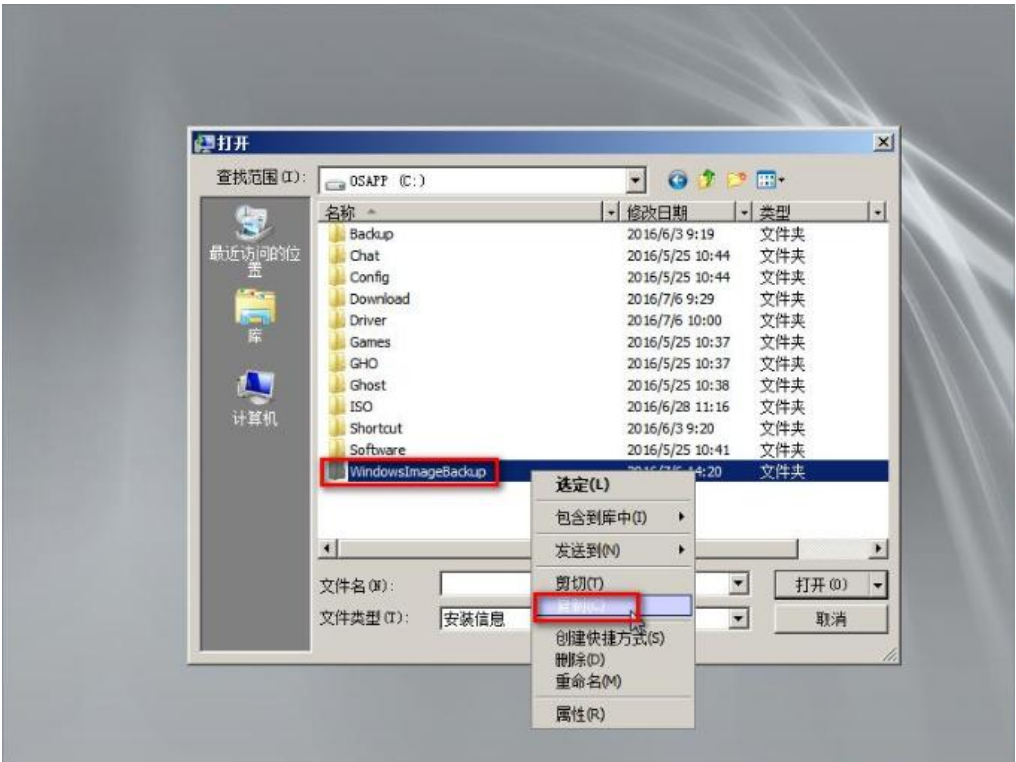 打开
查找范围(I):
OSAPP (C:)
名称
修改日期
类型
最近访问的位置
库
计算机
Backup 2016/6/3 9:19 文件夹
Chat 2016/5/25 10:44 文件夹
Config 2016/5/25 10:44 文件夹
Download 2016/7/6 9:29 文件夹
Driver 2016/7/6 10:00 文件夹
Games 2016/5/25 10:37 文件夹
GHO 2016/5/25 10:37 文件夹
Ghost 2016/5/25 10:38 文件夹
ISO 2016/6/28 11:16 文件夹
Shortcut 2016/6/3 9:20 文件夹
Software 2016/5/25 10:41 文件夹
WindowsImageBackup 文件夹
选定(L)
包含到库中(I)
发送到(N)
剪切(T)
复制(C)
创建快捷方式(S)
删除(D)
重命名(M)
属性(R)
文件名(N):
打开(O)
文件类型(T):
安装信息
取消